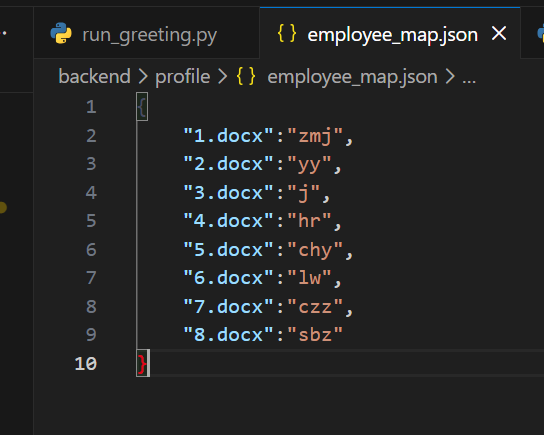 run_greeting.py
{ } employee_map.json ×
backend > profile > { } employee_map.json > ...
1 {
2 "1.docx":"zmj",
3 "2.docx":"yy",
4 "3.docx":"j",
5 "4.docx":"hr",
6 "5.docx":"chy",
7 "6.docx":"lw",
8 "7.docx":"czz",
9 "8.docx":"sbz"
10 }